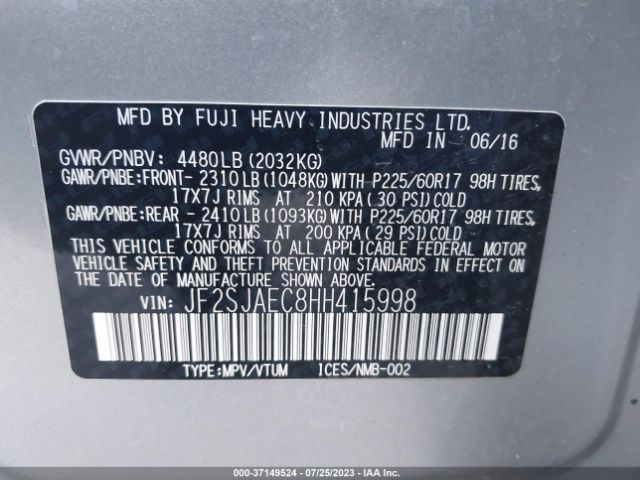 MFD BY FUJI HEAVY INDUSTRIES LTD.
MFD IN 06/16
GVWR/PNBV: 4480LB (2032KG)
GAWR/PNBE:FRONT- 2310LB(1048KG)WITH P225/60R17 98H TIRES,
17X7J RIMS AT 210 KPA( 30 PSI)COLD
GAWR/PNBE:REAR - 2410LB(1093KG)WITH P225/60R17 98H TIRES,
17X7J RIMS AT 200 KPA( 29 PSI)COLD
THIS VEHICLE CONFORMS TO ALL APPLICABLE FEDERAL MOTOR
VEHICLE SAFETY AND THEFT PREVENTION STANDARDS IN EFFECT ON
THE DATE OF MANUFACTURE SHOWN ABOVE.
VIN: JF2SJAEC8HH415998
TYPE:MPV/VTUM ICES/NMB-002
000-37149524 - 07/25/2023 - IAA Inc.